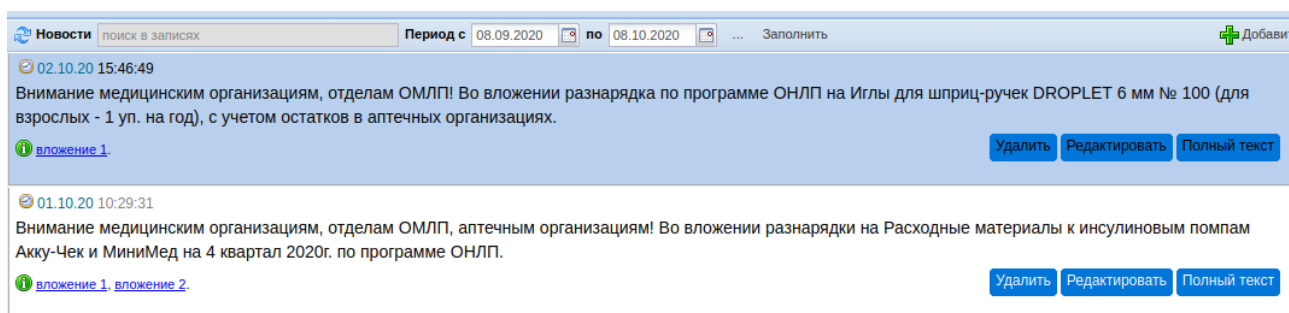 Новости поиск в записях Период с 08.09.2020 по 08.10.2020 ... Заполнить Добави
02.10.20 15:46:49
Внимание медицинским организациям, отделам ОМЛП! Во вложении разнарядка по программе ОНЛП на Иглы для шприц-ручек DROPLET 6 мм № 100 (для
взрослых - 1 уп. на год), с учетом остатков в аптечных организациях.
вложение 1. Удалить Редактировать Полный текст
01.10.20 10:29:31
Внимание медицинским организациям, отделам ОМЛП, аптечным организациям! Во вложении разнарядки на Расходные материалы к инсулиновым помпам
Акку-Чек и МиниМед на 4 квартал 2020г. по программе ОНЛП.
вложение 1, вложение 2. Удалить Редактировать Полный текст